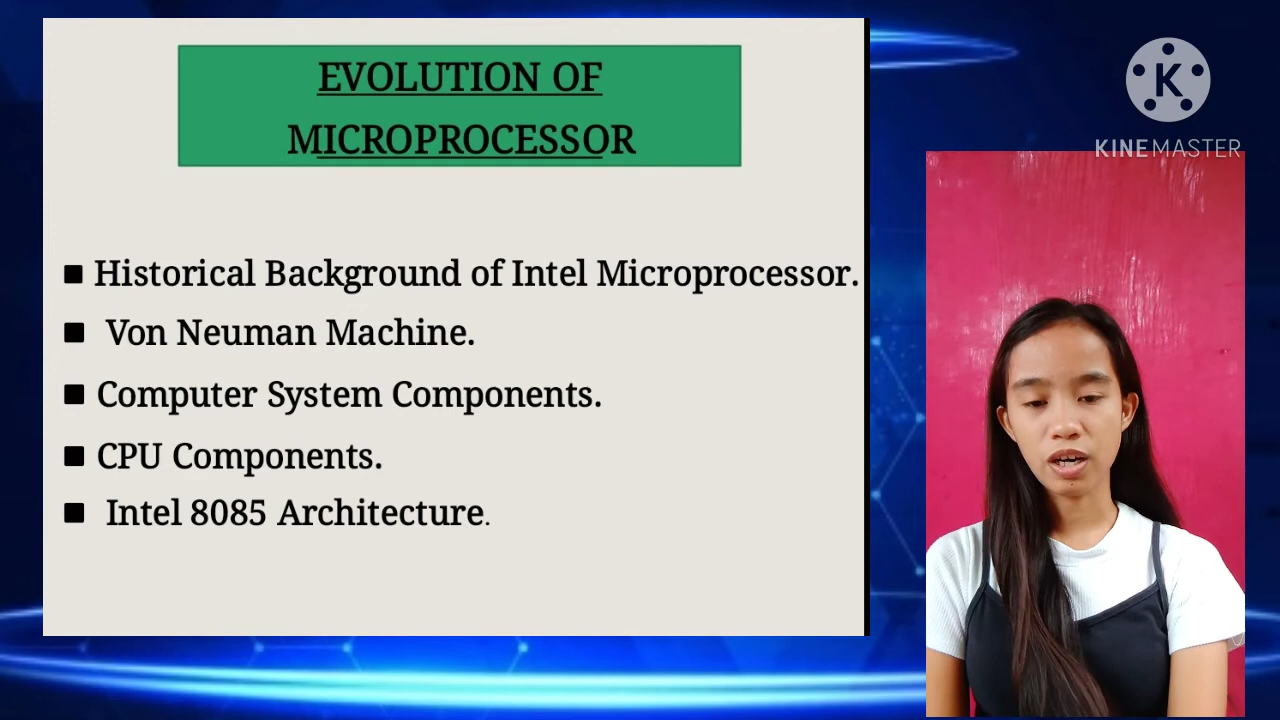 EVOLUTION OF
MICROPROCESSOR
Historical Background of Intel Microprocessor.
Von Neuman Machine.
Computer System Components.
CPU Components.
Intel 8085 Architecture.
K
KINEMASTER